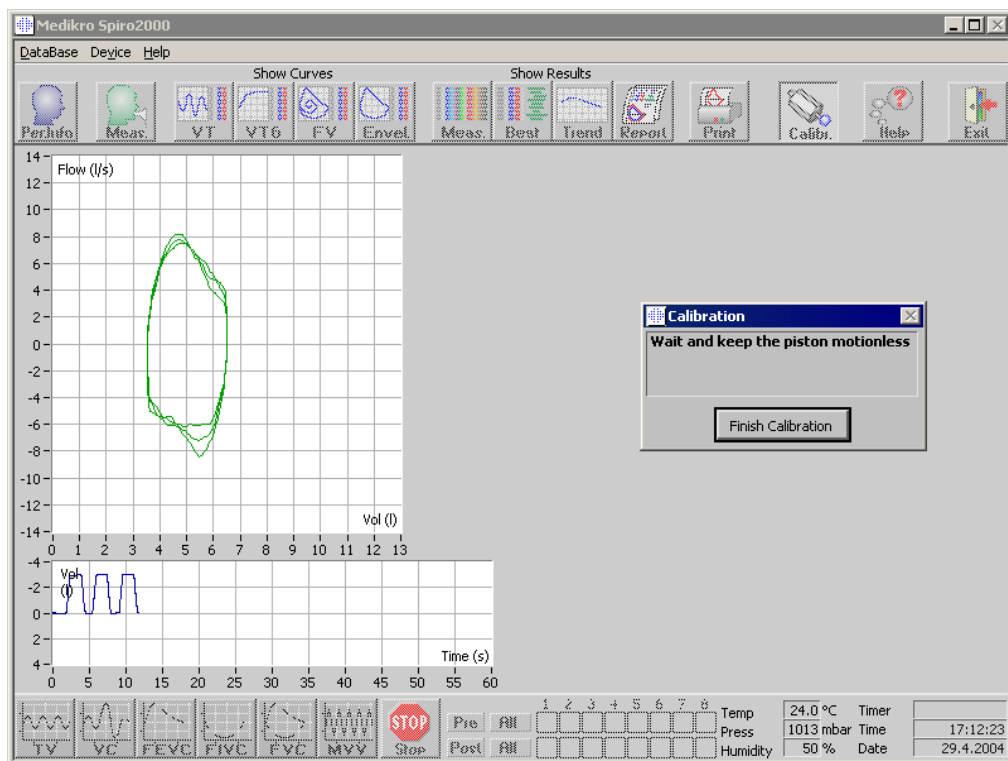 Medikro Spiro2000
DataBase Device Help
Show Curves Show Results
Per.Info Meas. VT VT6 FV Envel. Meas. Best Trend Report Print Calibr. Help Exit
14
Flow (l/s)
12
10
8
6
4
2
0
-2
-4
-6
-8
-10
-12
Vol (l)
-14
0 1 2 3 4 5 6 7 8 9 10 11 12 13
Calibration
Wait and keep the piston motionless
Finish Calibration
-4
Vol
(l)
-2
0
2
Time (s)
4
0 5 10 15 20 25 30 35 40 45 50 55 60
TV VC FEVC FIVC FVC MVV STOP Stop
Pre All
Post All
1 2 3 4 5 6 7 8
Temp 24.0 °C Timer
Press 1013 mbar Time 17:12:23
Humidity 50 % Date 29.4.2004